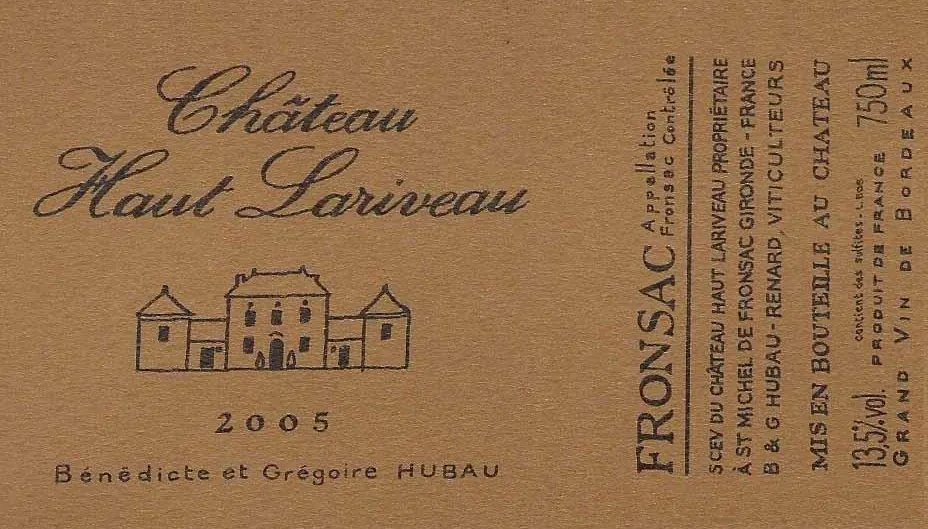 Château
Haut Lariveau
2005
Bénédicte et Grégoire HUBAU
FRONSAC
Appellation
Fronsac Contrôlée
SCEV DU CHÂTEAU HAUT LARIVEAU PROPRIÉTAIRE
À ST MICHEL DE FRONSAC GIRONDE - FRANCE
B & G HUBAU - RENARD, VITICULTEURS
MIS EN BOUTEILLE AU CHATEAU
contient des sulfites -
13,5%vol. PRODUIT DE FRANCE 750ml
GRAND VIN DE BORDEAUX